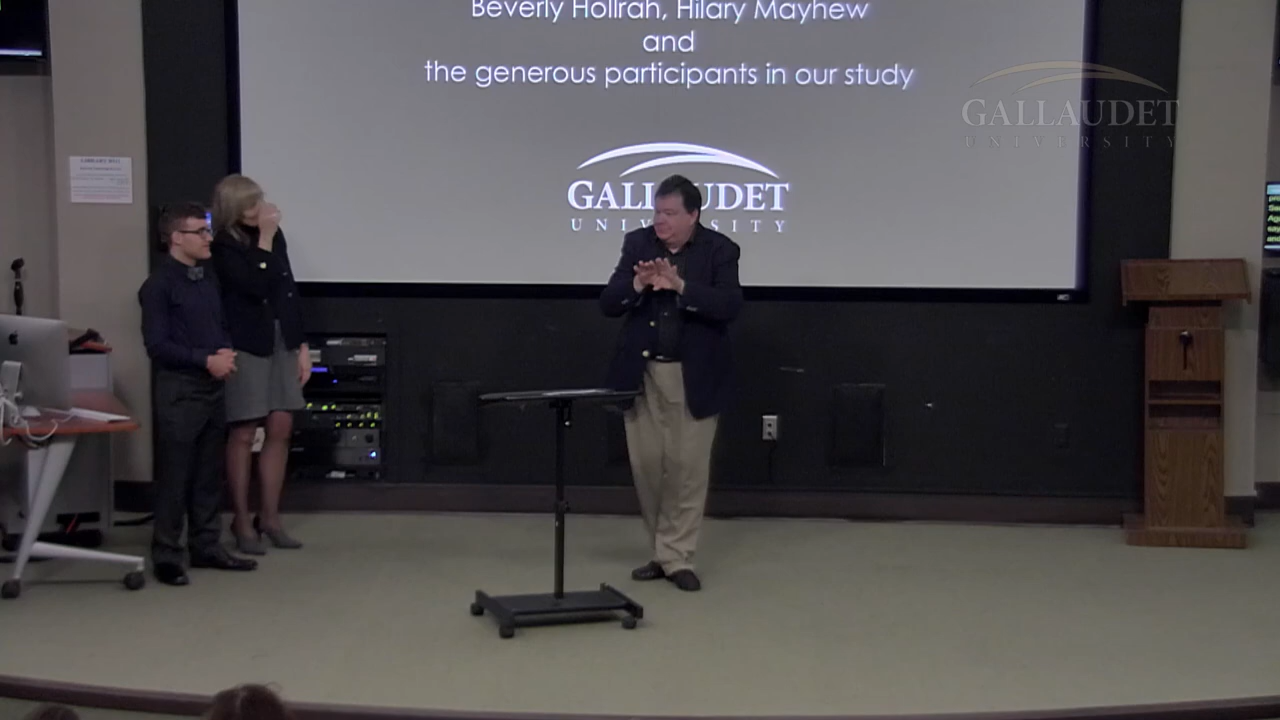 Beverly Hollrah, Hilary Mayhew
and
the generous participants in our study
GALLAUDET
UNIVERSITY
GALLAUDET
UNIVERSITY